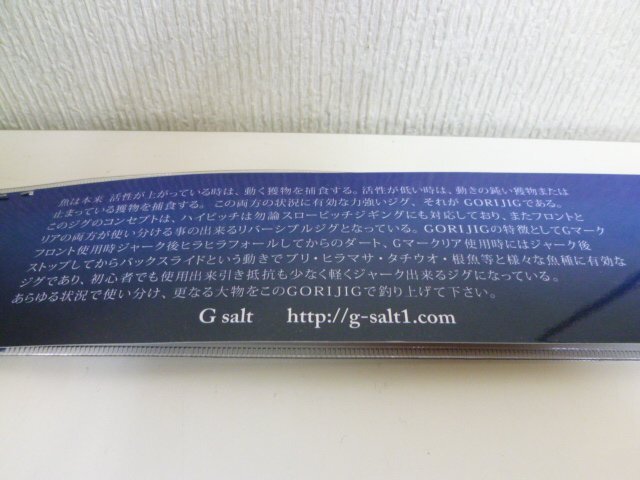 魚は本来 活性が上がっている時は、動く獲物を捕食する。活性が低い時は、動きの鈍い獲物または
止まっている獲物を捕食する。 この両方の状況に有効な力強いジグ、それが GORIJIGである。
このジグのコンセプトは、ハイピッチは勿論スローピッチジギングにも対応しており、またフロントと
リアの両方が使い分ける事の出来るリバーシブルジグとなっている。GORIJIGの特徴としてGマーク
フロント使用時ジャーク後ヒラヒラフォールしてからのダート、Gマークリア使用時にはジャーク後
ストップしてからバックスライドという動きでブリ・ヒラマサ・タチウオ・根魚等と様々な魚種に有効な
ジグであり、初心者でも使用出来引き抵抗も少なく軽くジャーク出来るジグになっている。
あらゆる状況で使い分け、更なる大物をこのGORIJIGで釣り上げて下さい。
G salt http://g-salt1.com